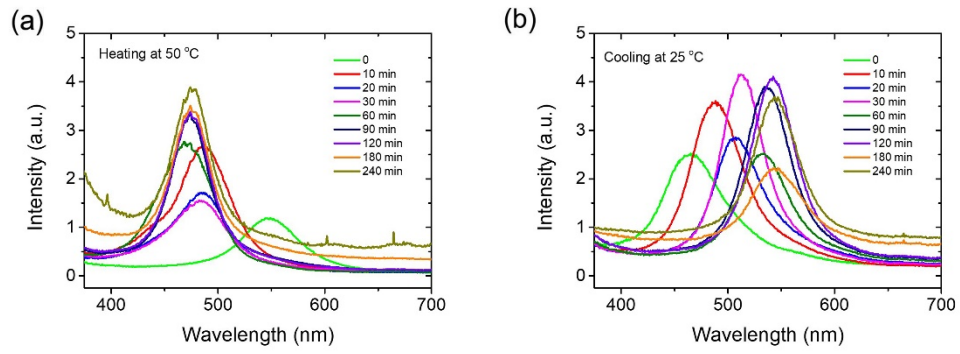 (a)
Heating at 50 °C
0
10 min
20 min
30 min
60 min
90 min
120 min
180 min
240 min
Intensity (a.u.)
5
4
3
2
1
0
400 500 600 700
Wavelength (nm)
(b)
Cooling at 25 °C
0
10 min
20 min
30 min
60 min
90 min
120 min
180 min
240 min
Intensity (a.u.)
5
4
3
2
1
0
400 500 600 700
Wavelength (nm)